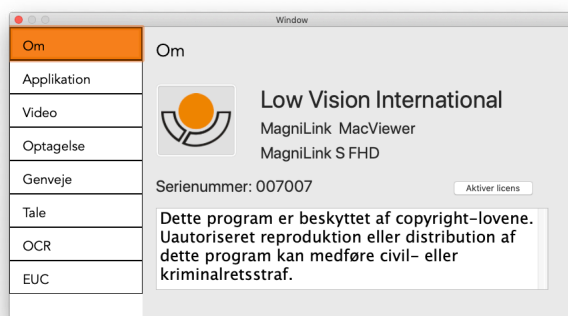 Window
Om
Applikation
Video
Optagelse
Genveje
Tale
OCR
EUC
Om
Low Vision International
MagniLink MacViewer
MagniLink S FHD
Serienummer: 007007
Aktiver licens
Dette program er beskyttet af copyright-lovene.
Uautoriseret reproduktion eller distribution af
dette program kan medføre civil- eller
kriminalretsstraf.